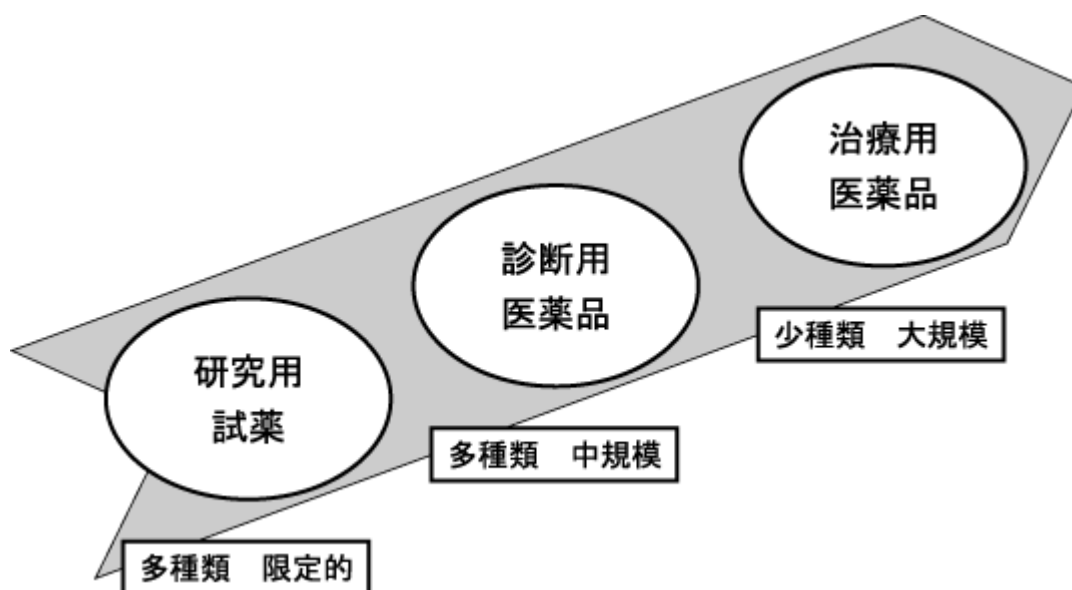 治療用
医薬品
診断用
医薬品
少種類　大規模
研究用
試薬
多種類　中規模
多種類　限定的